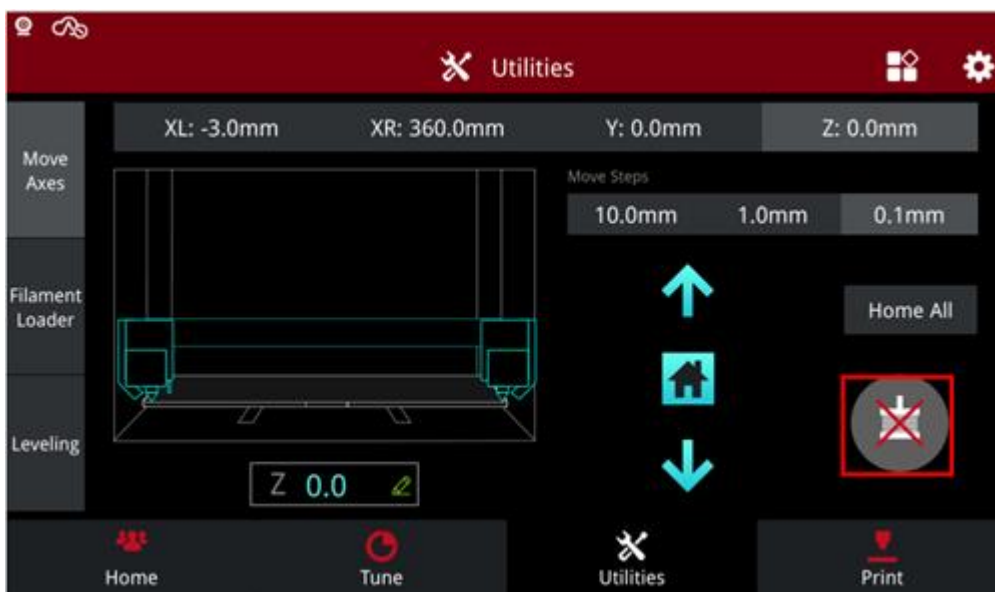 Utilities
XL: -3.0mm XR: 360.0mm Y: 0.0mm Z: 0.0mm
Move
Axes
Move Steps
10.0mm 1.0mm 0.1mm
Filament
Loader
Home All
Leveling
Z 0.0
Home Tune Utilities Print